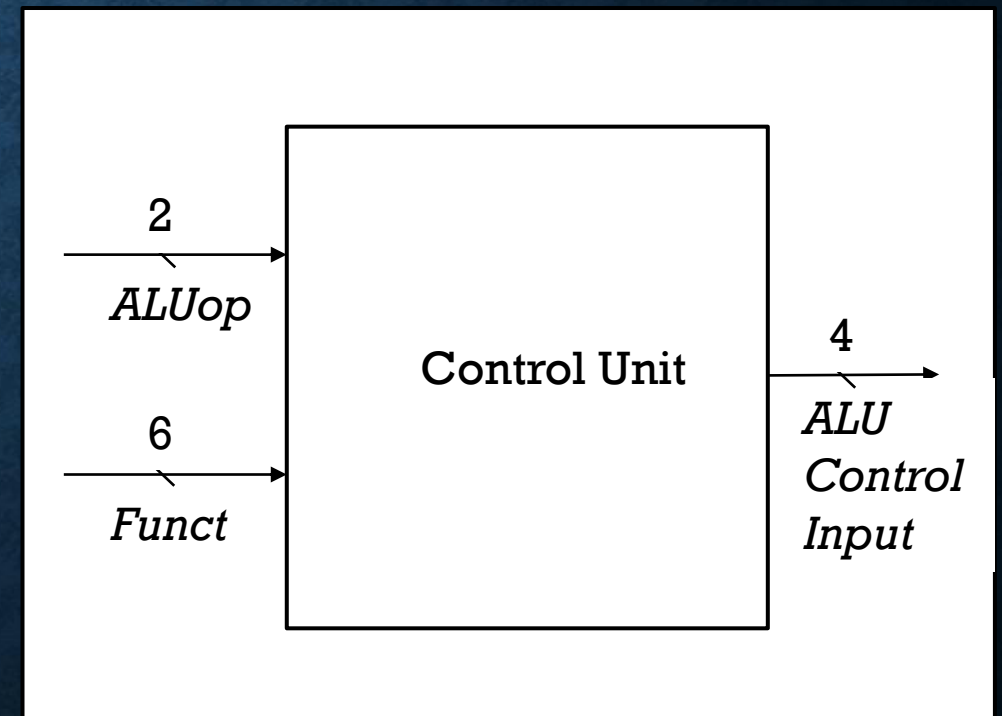 2
ALUop
Control Unit
4
ALU
Control
Input
6
Funct